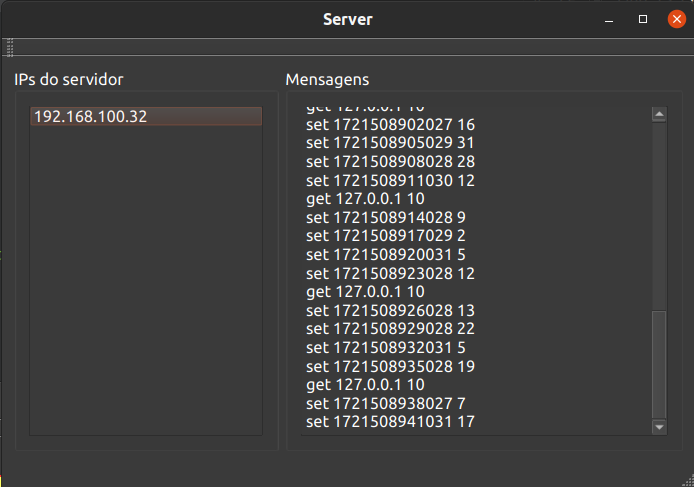 Server
IPs do servidor
Mensagens
192.168.100.32
get 127.0.0.1 10
set 1721508902027 16
set 1721508905029 31
set 1721508908028 28
set 1721508911030 12
get 127.0.0.1 10
set 1721508914028 9
set 1721508917029 2
set 1721508920031 5
set 1721508923028 12
get 127.0.0.1 10
set 1721508926028 13
set 1721508929028 22
set 1721508932031 5
set 1721508935028 19
get 127.0.0.1 10
set 1721508938027 7
set 1721508941031 17